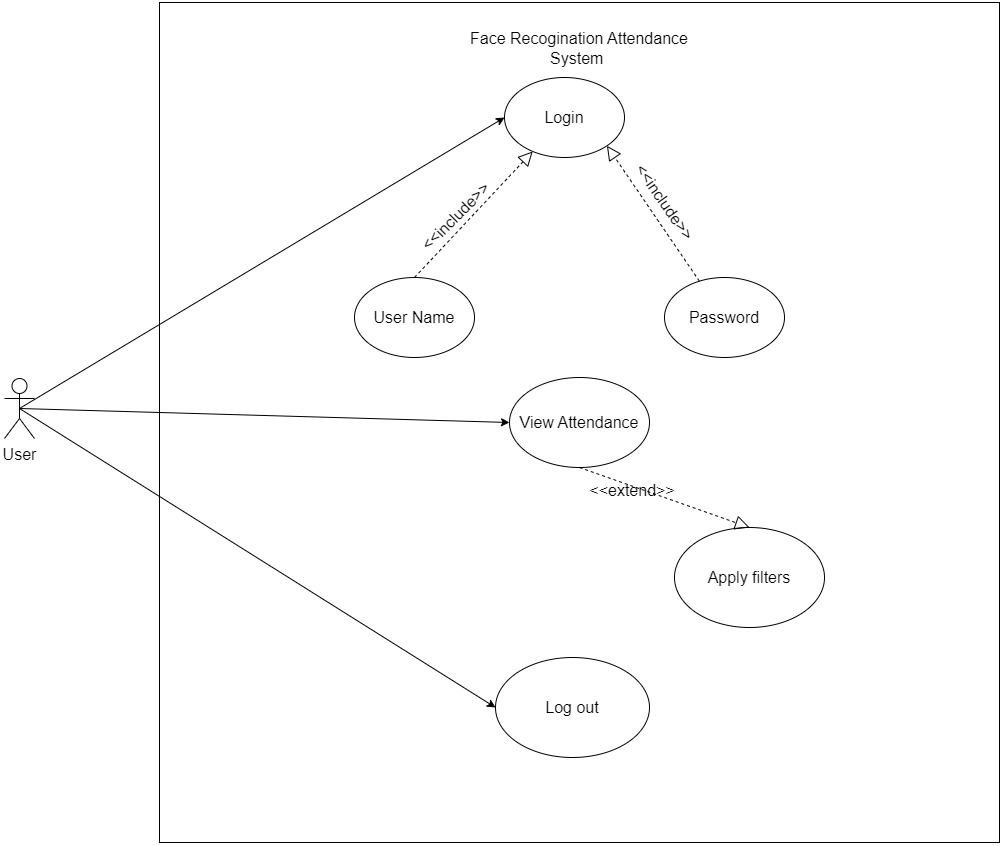 Face Recogination Attendance
System
Login
<<include>>
<<include>>
User Name
Password
View Attendance
User
<<extend>>
Apply filters
Log out